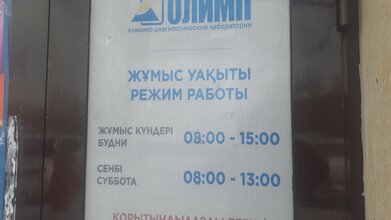 ОЛИМП
клинико-диагностические лаборатории
ЖҰМЫС УАҚЫТЫ
РЕЖИМ РАБОТЫ
ЖҰМЫС КҮНДЕРІ
БУДНИ
08:00 - 15:00
СЕНБІ
СУББОТА
08:00 - 13:00